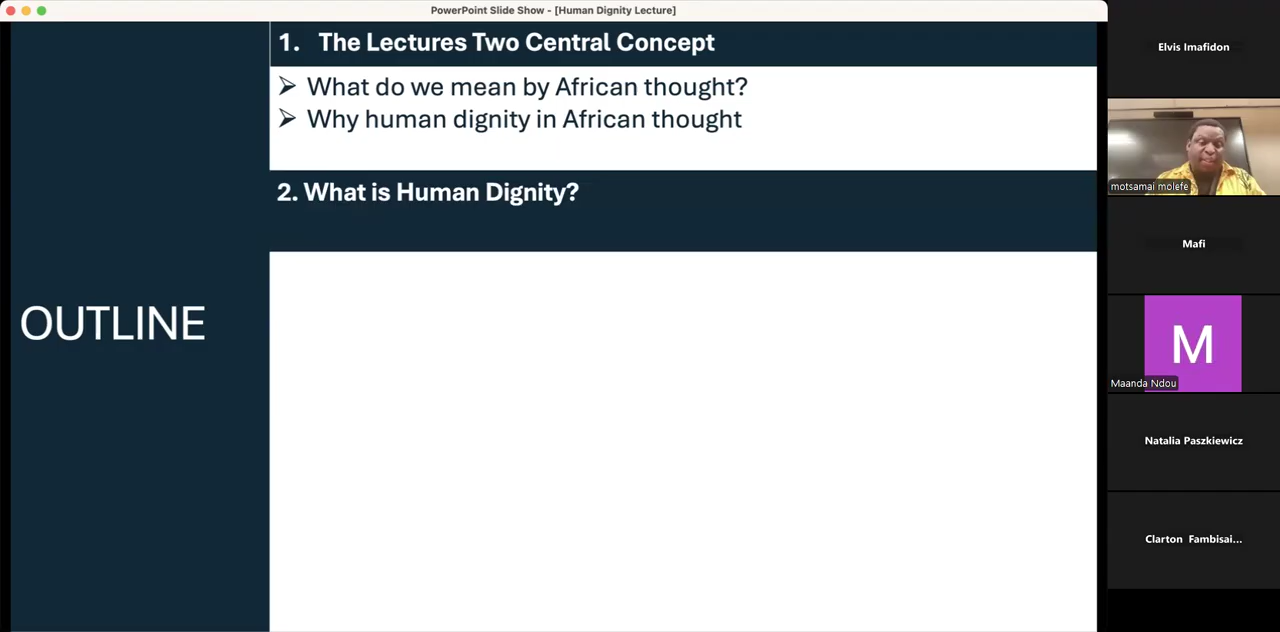 PowerPoint Slide Show - [Human Dignity Lecture]
1. The Lectures Two Central Concept
➢ What do we mean by African thought?
➢ Why human dignity in African thought
2. What is Human Dignity?
OUTLINE
Elvis Imafidon
motsamai molefe
Mafi
M
Maanda Ndou
Natalia Paszkiewicz
Clarton Fambisai...